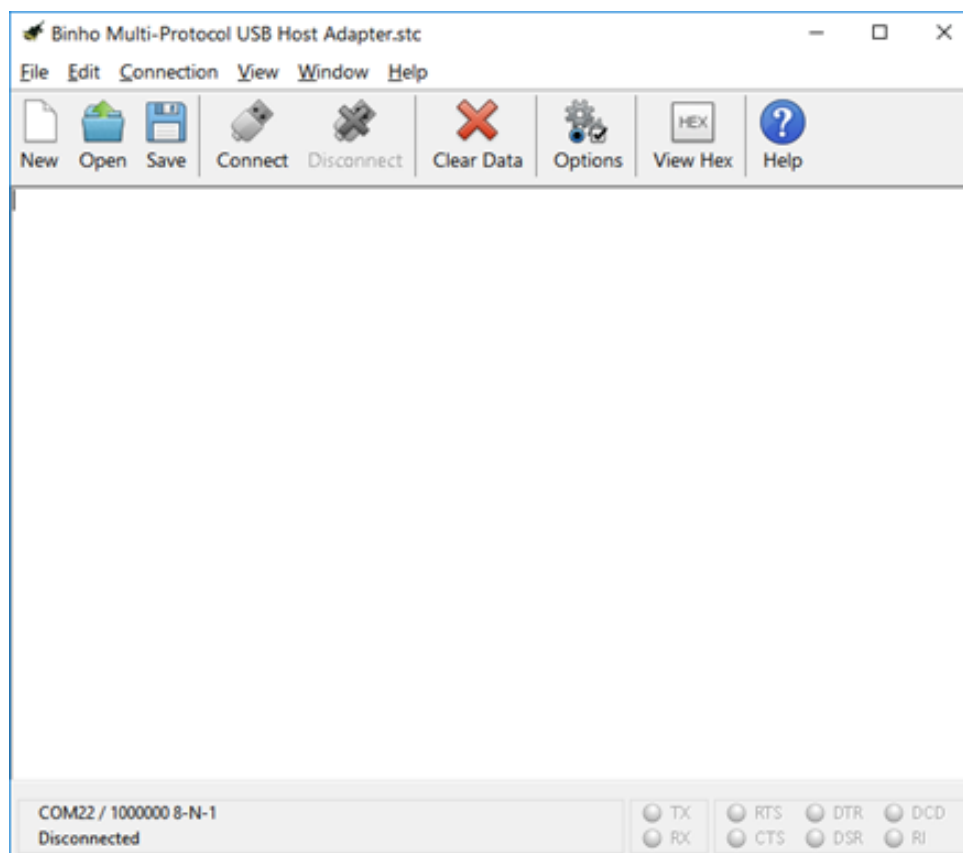 Binho Multi-Protocol USB Host Adapter.stc
File Edit Connection View Window Help
HEX
New Open Save Connect Disconnect Clear Data Options View Hex Help
COM22 / 1000000 8-N-1 TX RTS DTR DCD
Disconnected RX CTS DSR RI